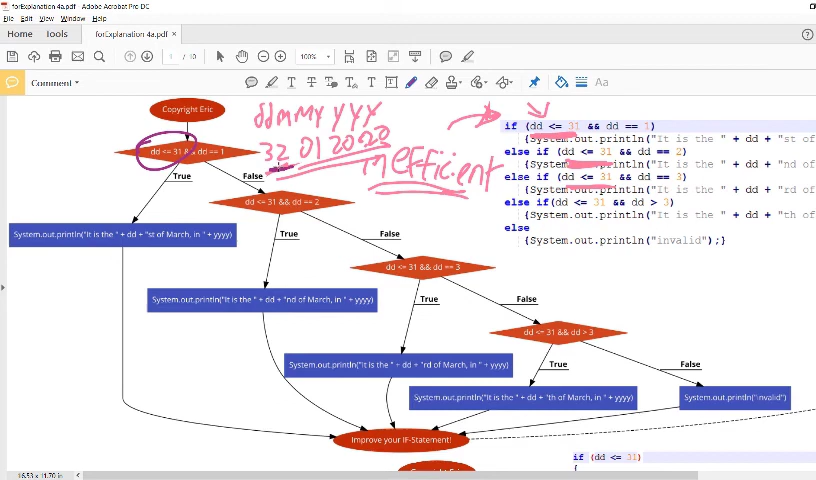 forExplanation 4a.pdf - Adobe Acrobat Pro DC
File Edit View Window Help
Home Tools forExplanation 4a.pdf ×
1 / 10 100%
Comment
Copyright Eric
dd <= 31 && dd == 1
True
False
dd <= 31 && dd == 2
System.out.println("It is the " + dd + "st of March, in " + yyyy)
True
False
dd <= 31 && dd == 3
System.out.println("It is the " + dd + "nd of March, in " + yyyy)
True
False
dd <= 31 && dd > 3
System.out.println("It is the " + dd + "rd of March, in " + yyyy)
True
False
System.out.println("It is the " + dd + "th of March, in " + yyyy)
System.out.println("invalid")
Improve your IF-Statement!
ddmmyyyy
32 01 2020
inefficient
if (dd <= 31 && dd == 1)
{System.out.println("It is the " + dd + "st of
else if (dd <= 31 && dd == 2)
{System.out.println("It is the " + dd + "nd of
else if (dd <= 31 && dd == 3)
{System.out.println("It is the " + dd + "rd of
else if(dd <= 31 && dd > 3)
{System.out.println("It is the " + dd + "th of
else
{System.out.println("invalid");}
if (dd <= 31)
{
16.53 x 11.70 in